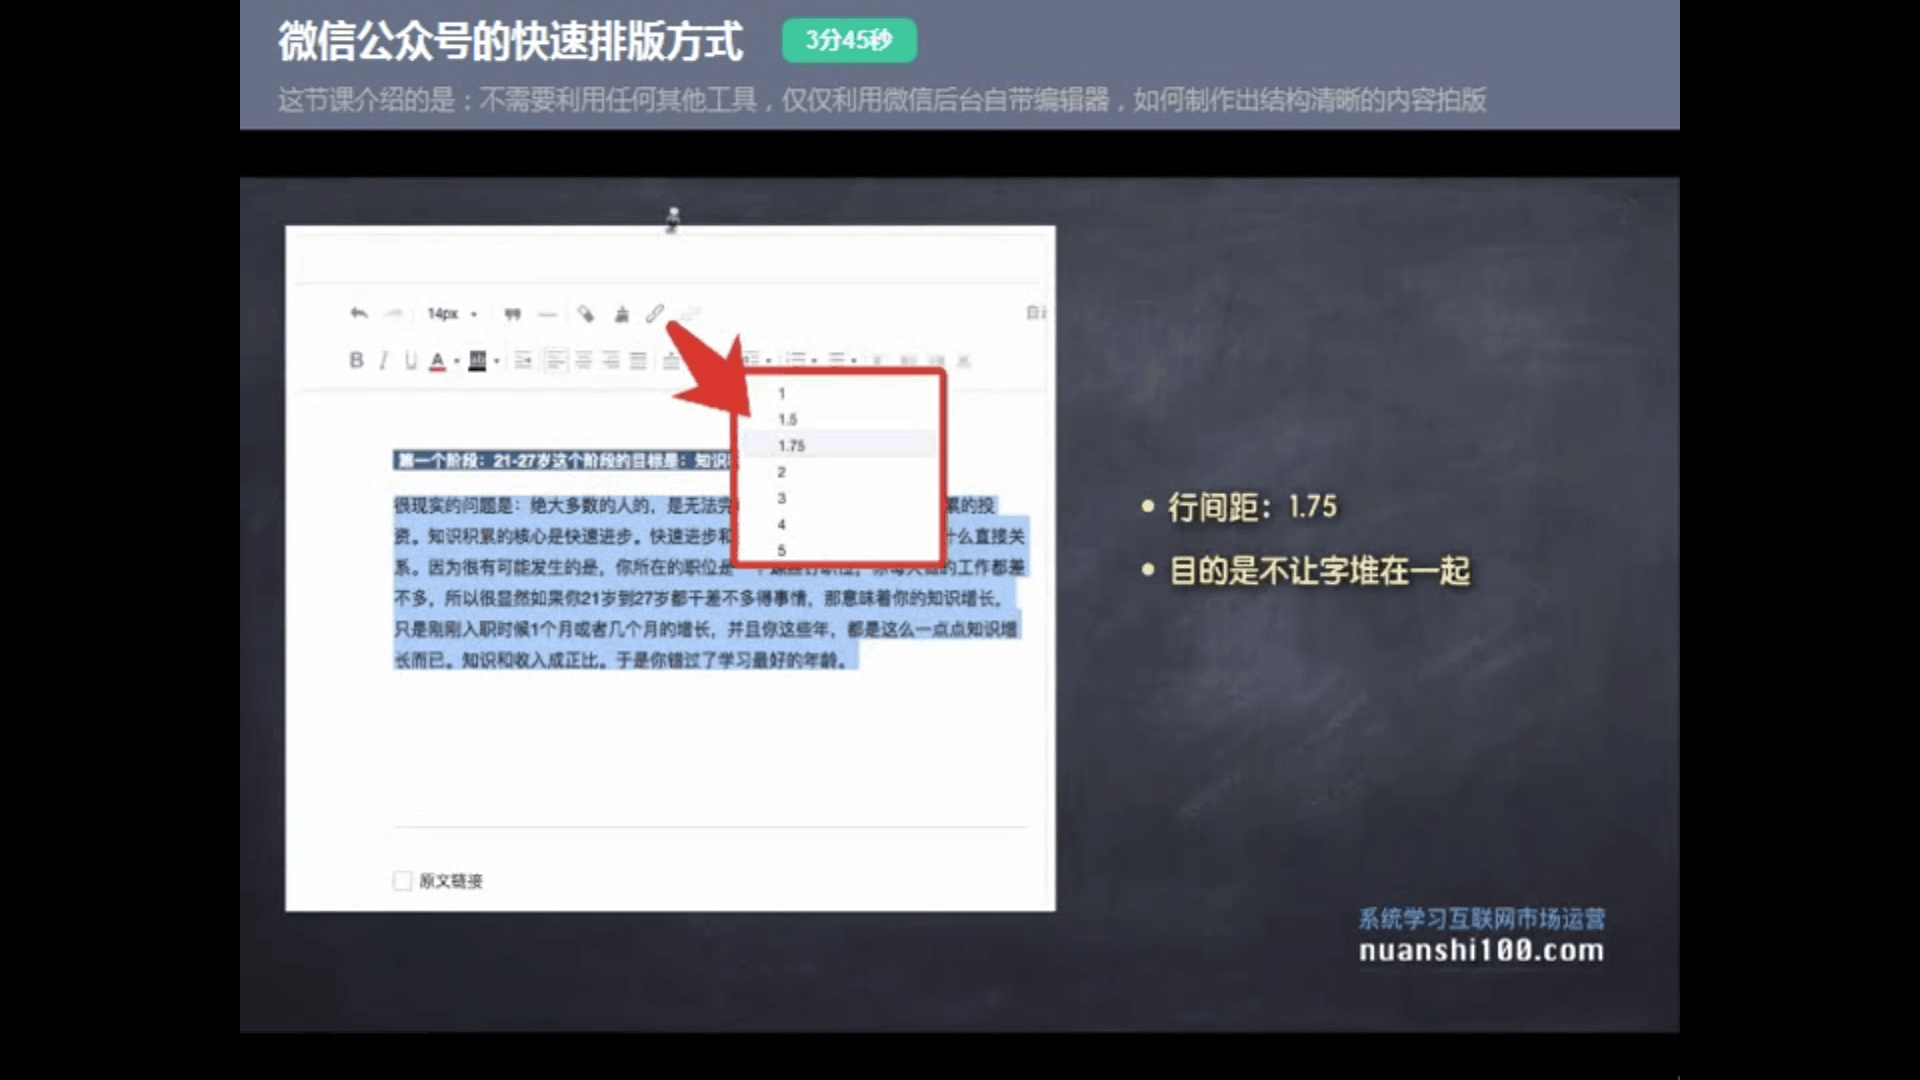 微信公众号的快速排版方式
3分45秒
这节课介绍的是：不需要利用任何其他工具，仅仅利用微信后台自带编辑器，如何制作出结构清晰的内容拍版
14px
1
1.5
1.75
2
3
4
5
第一个阶段：21-27岁这个阶段的目标是：知识
很现实的问题是：绝大多数的人的，是无法完 累的投
资。知识积累的核心是快速进步。快速进步和 什么直接关
系。因为很有可能发生的是，你所在的职位是一个螺丝钉职位，你每天做的工作都差
不多，所以很显然如果你21岁到27岁都干差不多得事情，那意味着你的知识增长，
只是刚刚入职时候1个月或者几个月的增长，并且你这些年，都是这么一点点知识增
长而已。知识和收入成正比。于是你错过了学习最好的年龄。
原文链接
• 行间距：1.75
• 目的是不让字堆在一起
系统学习互联网市场运营
nuanshi100.com